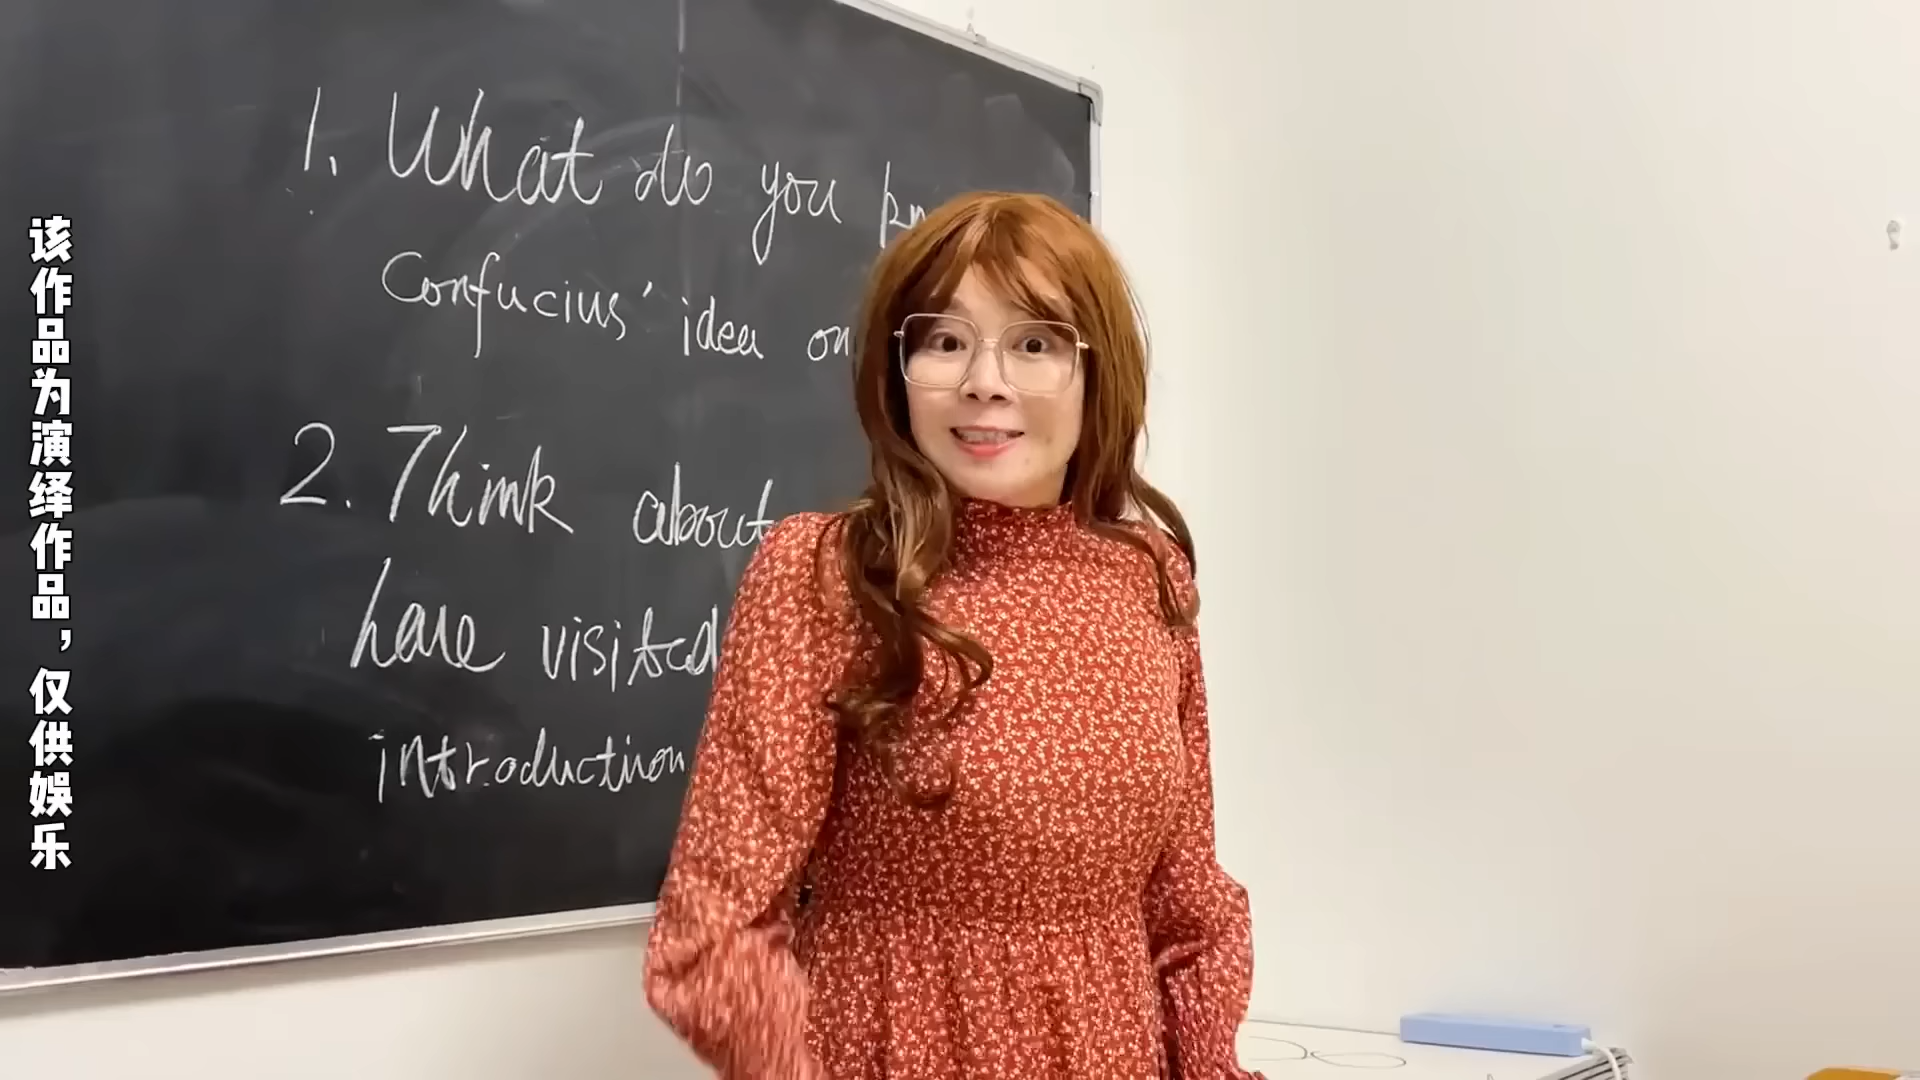 该作品为演绎作品，仅供娱乐
1. What do you
Confucius' idea on
2. Think about
have visited
introduction